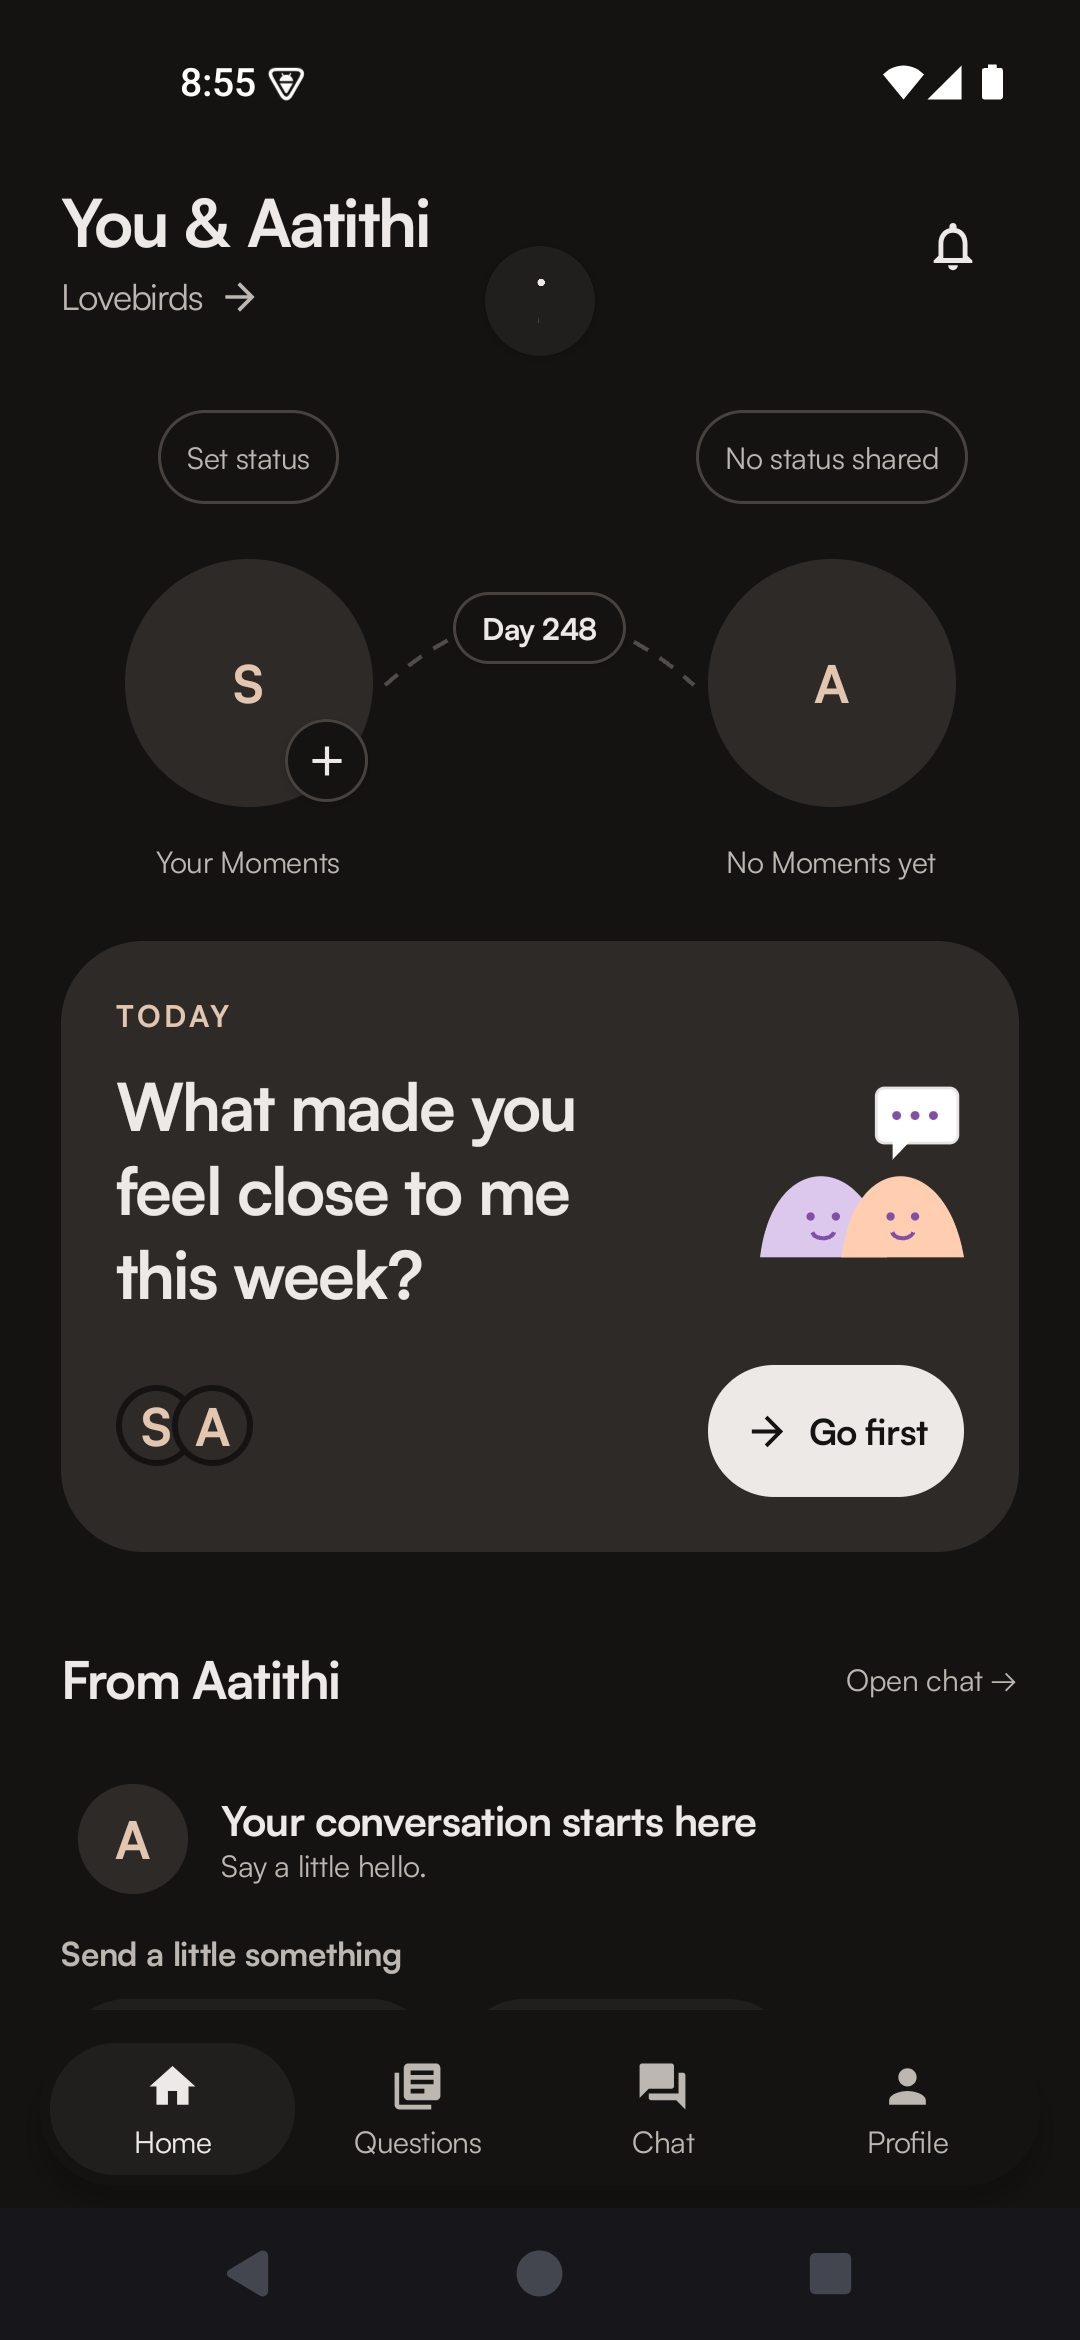 8:55
You & Aatithi
Lovebirds →
Set status
No status shared
S
Day 248
A
Your Moments
No Moments yet
TODAY
What made you
feel close to me
this week?
S A
→ Go first
From Aatithi
Open chat →
A
Your conversation starts here
Say a little hello.
Send a little something
Home
Questions
Chat
Profile